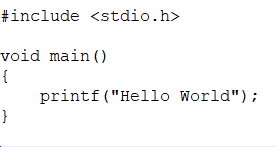 #include <stdio.h>
void main()
{
    printf("Hello World");
}